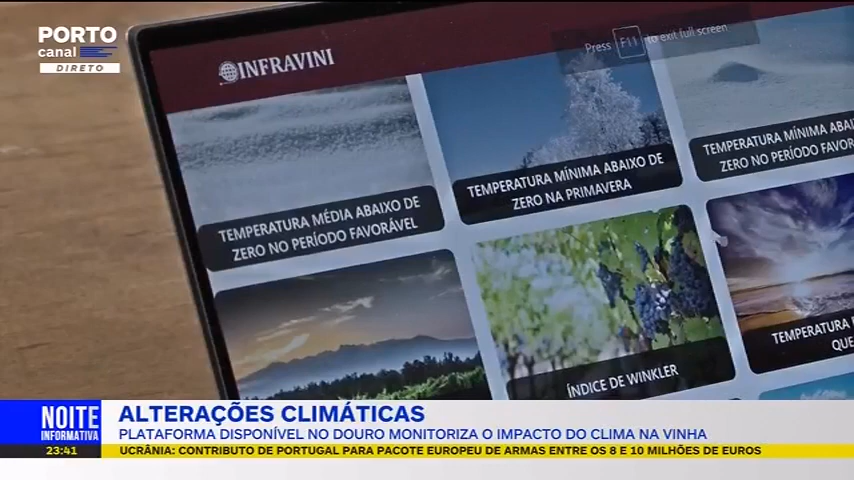 PORTO
canal
DIRETO
INFRAVINI
Press F11 to exit full screen
TEMPERATURA MÉDIA ABAIXO DE
ZERO NO PERÍODO FAVORÁVEL
TEMPERATURA MÍNIMA ABAIXO DE
ZERO NA PRIMAVERA
TEMPERATURA MÍNIMA ABAI
ZERO NO PERÍODO FAVOR
ÍNDICE DE WINKLER
TEMPERATURA
QUE
NOITE
INFORMATIVA
23:41
ALTERAÇÕES CLIMÁTICAS
PLATAFORMA DISPONÍVEL NO DOURO MONITORIZA O IMPACTO DO CLIMA NA VINHA
UCRÂNIA: CONTRIBUTO DE PORTUGAL PARA PACOTE EUROPEU DE ARMAS ENTRE OS 8 E 10 MILHÕES DE EUROS